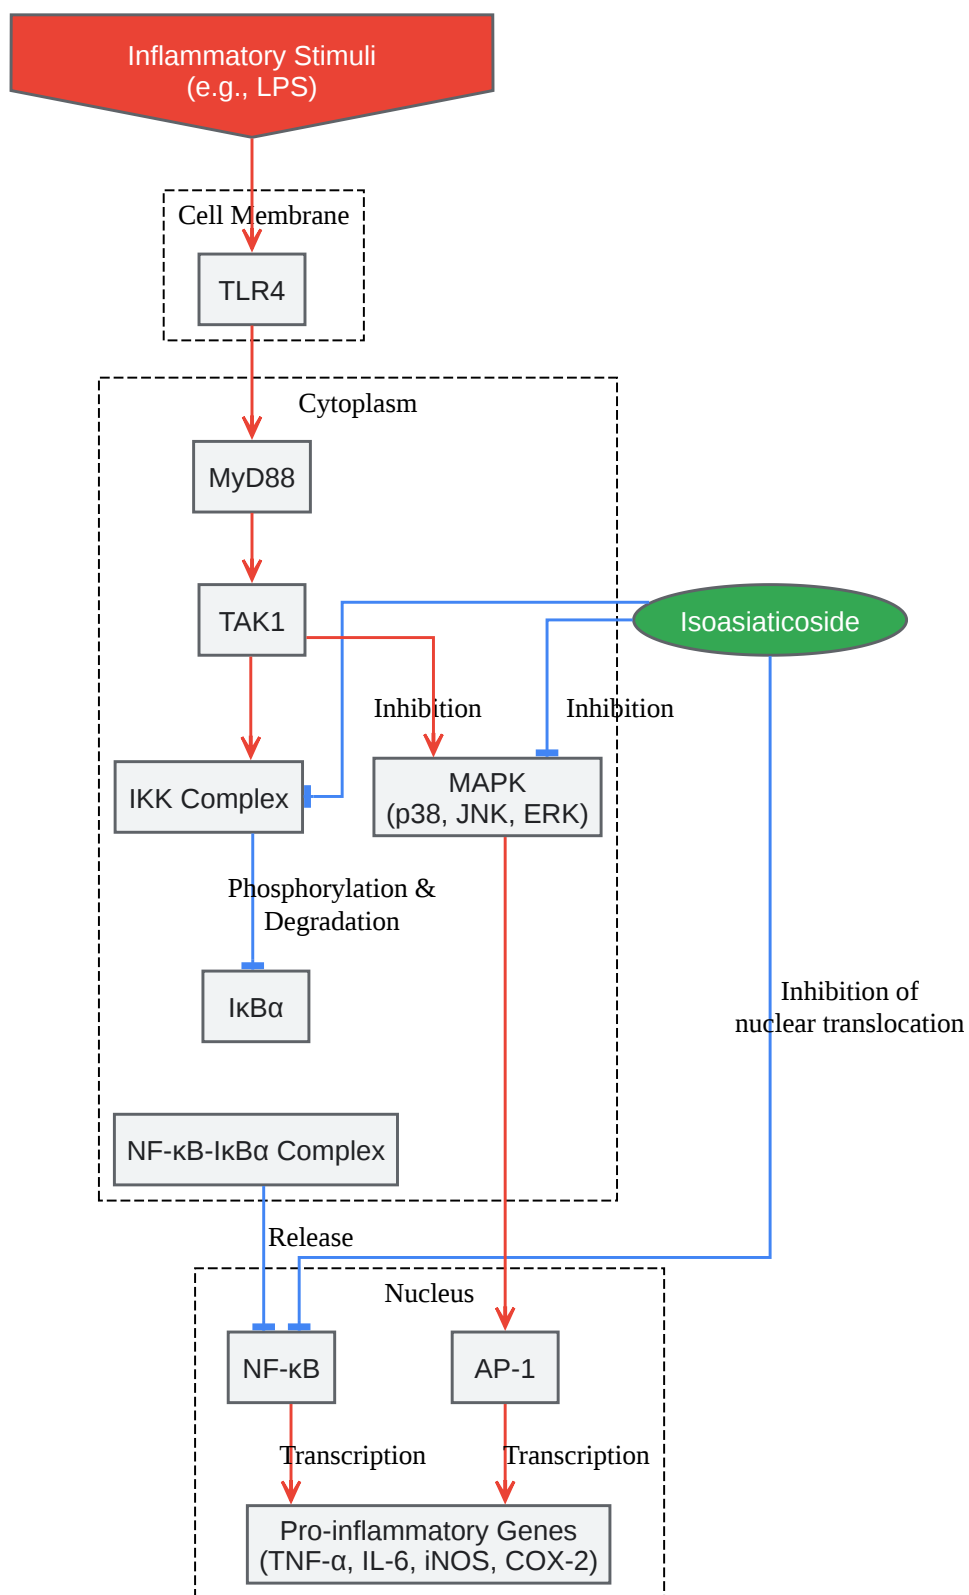 Inflammatory Stimuli
(e.g., LPS)
Cell Membrane
TLR4
Cytoplasm
MyD88
TAK1
Isoasiaticoside
Inhibition
Inhibition
IKK Complex
MAPK
(p38, JNK, ERK)
Phosphorylation &
Degradation
IκBα
Inhibition of
nuclear translocation
NF-κB-IκBα Complex
Release
Nucleus
NF-κB
AP-1
Transcription
Transcription
Pro-inflammatory Genes
(TNF-α, IL-6, iNOS, COX-2)